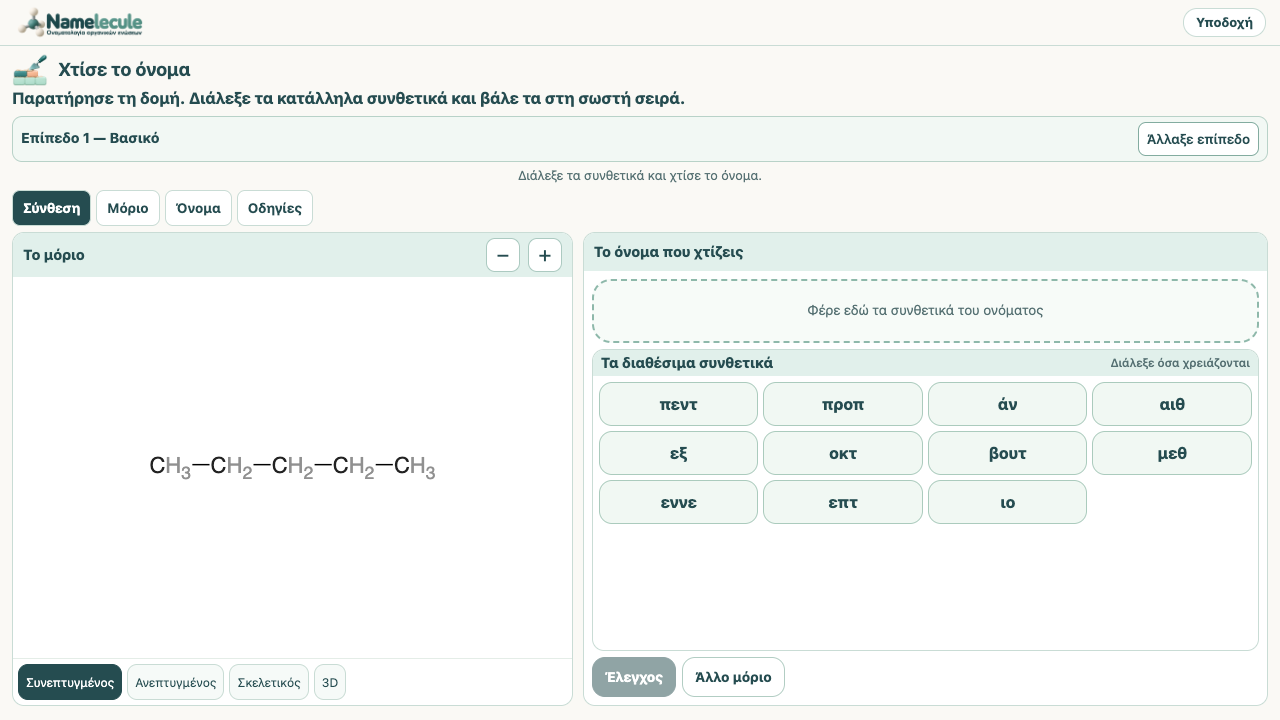 Namelecule
Ονοματολογία οργανικών ενώσεων
Υποδοχή
Χτίσε το όνομα
Παρατήρησε τη δομή. Διάλεξε τα κατάλληλα συνθετικά και βάλε τα στη σωστή σειρά.
Επίπεδο 1 — Βασικό
Άλλαξε επίπεδο
Διάλεξε τα συνθετικά και χτίσε το όνομα.
Σύνθεση Μόριο Όνομα Οδηγίες
Το μόριο
− +
CH3—CH2—CH2—CH2—CH3
Συνεπτυγμένος Ανεπτυγμένος Σκελετικός 3D
Το όνομα που χτίζεις
Φέρε εδώ τα συνθετικά του ονόματος
Τα διαθέσιμα συνθετικά Διάλεξε όσα χρειάζονται
πεντ προπ άν αιθ
εξ οκτ βουτ μεθ
εννε επτ ιο
Έλεγχος Άλλο μόριο